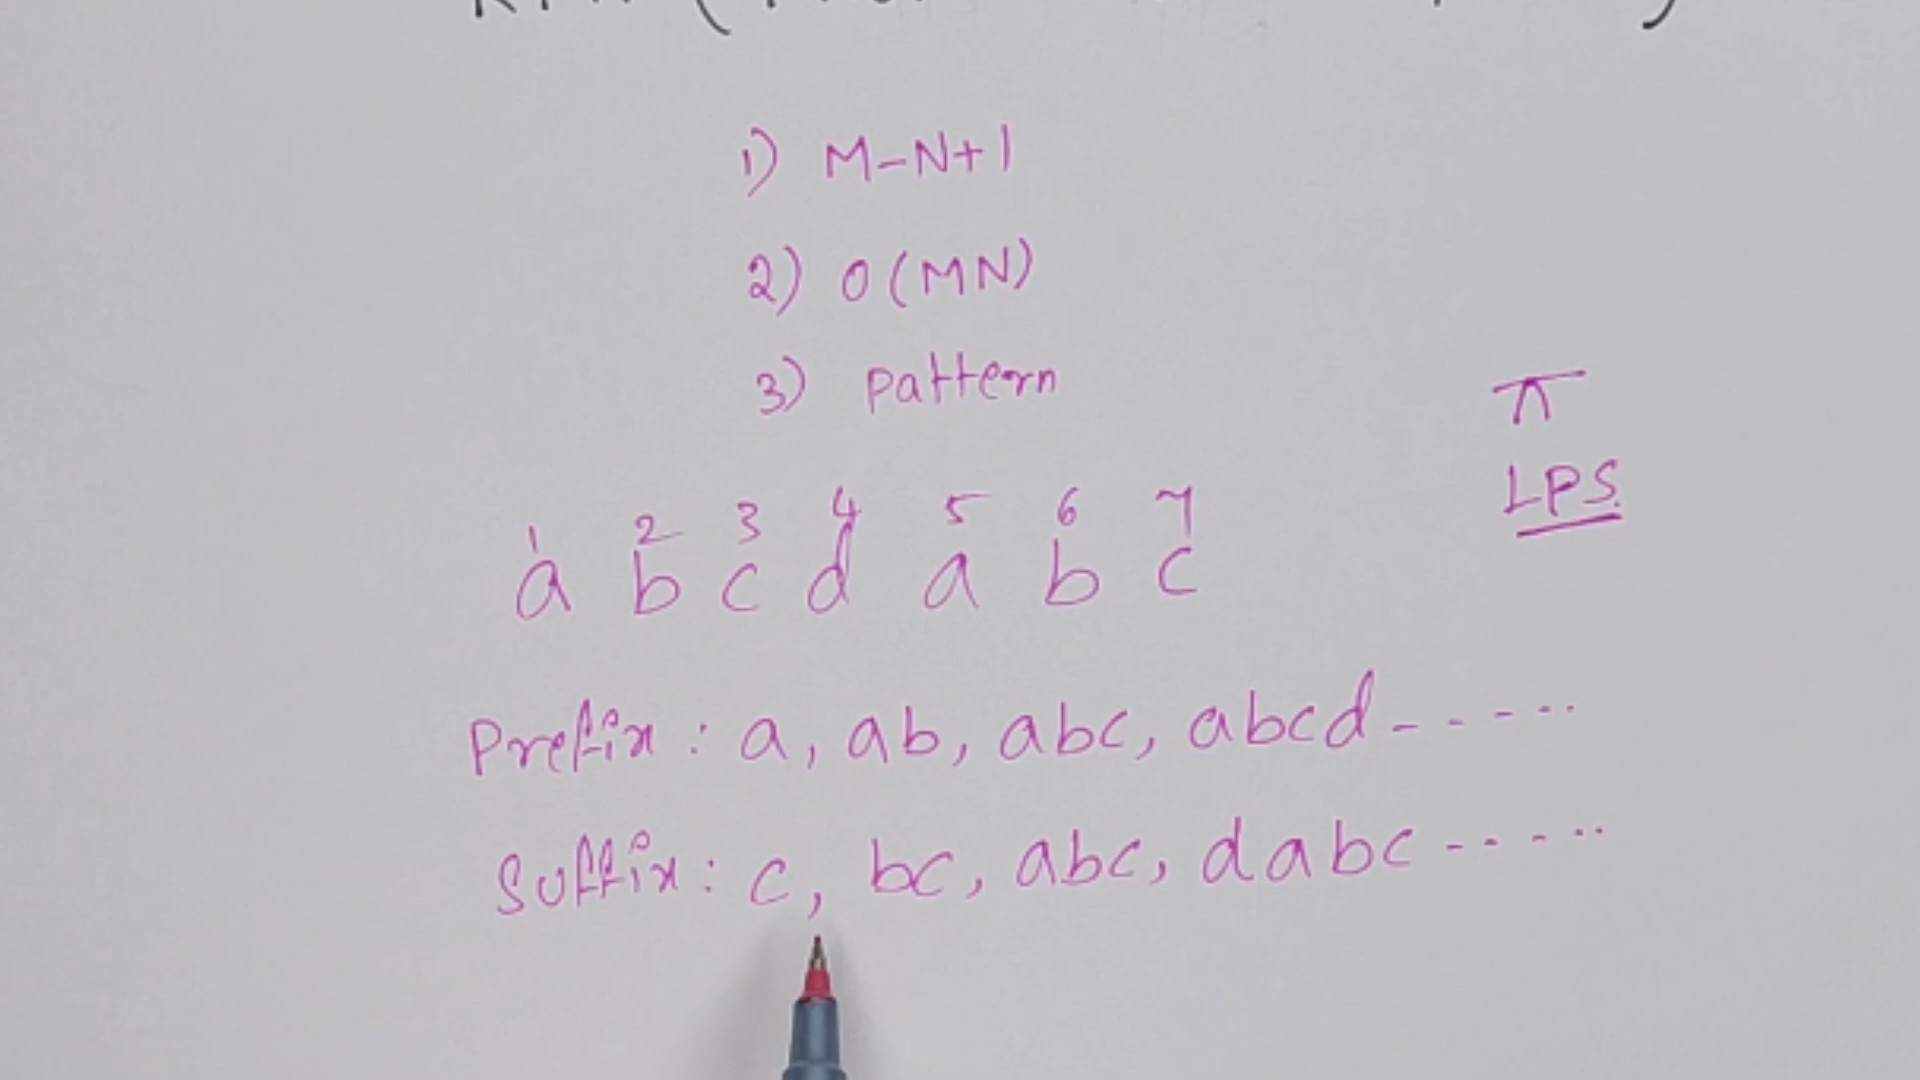 1) M-N+1
2) O(MN)
3) pattern
π
LPS.
1 2 3 4 5 6 7
a b c d a b c
Prefix : a, ab, abc, abcd - - - - - -
Suffix : c, bc, abc, dabc - - - - - -